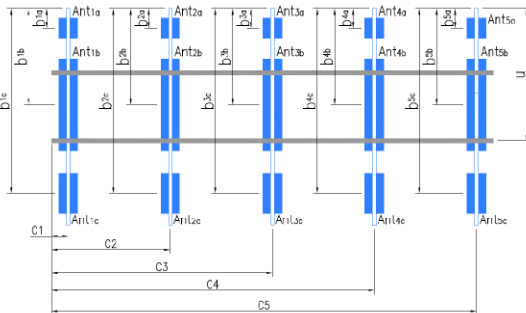 Ant1a
Ant2a
Ant3a
Ant4a
Ant5a
b1a
b2a
b3a
b4a
b5a
Ant1b
Ant2b
Ant3b
Ant4b
Ant5b
b1b
b2b
b3b
b4b
b5b
u
b1c
b2c
b3c
b4c
b5c
Ant1c
Ant2c
Ant3c
Ant4c
Ant5c
C1
C2
C3
C4
C5